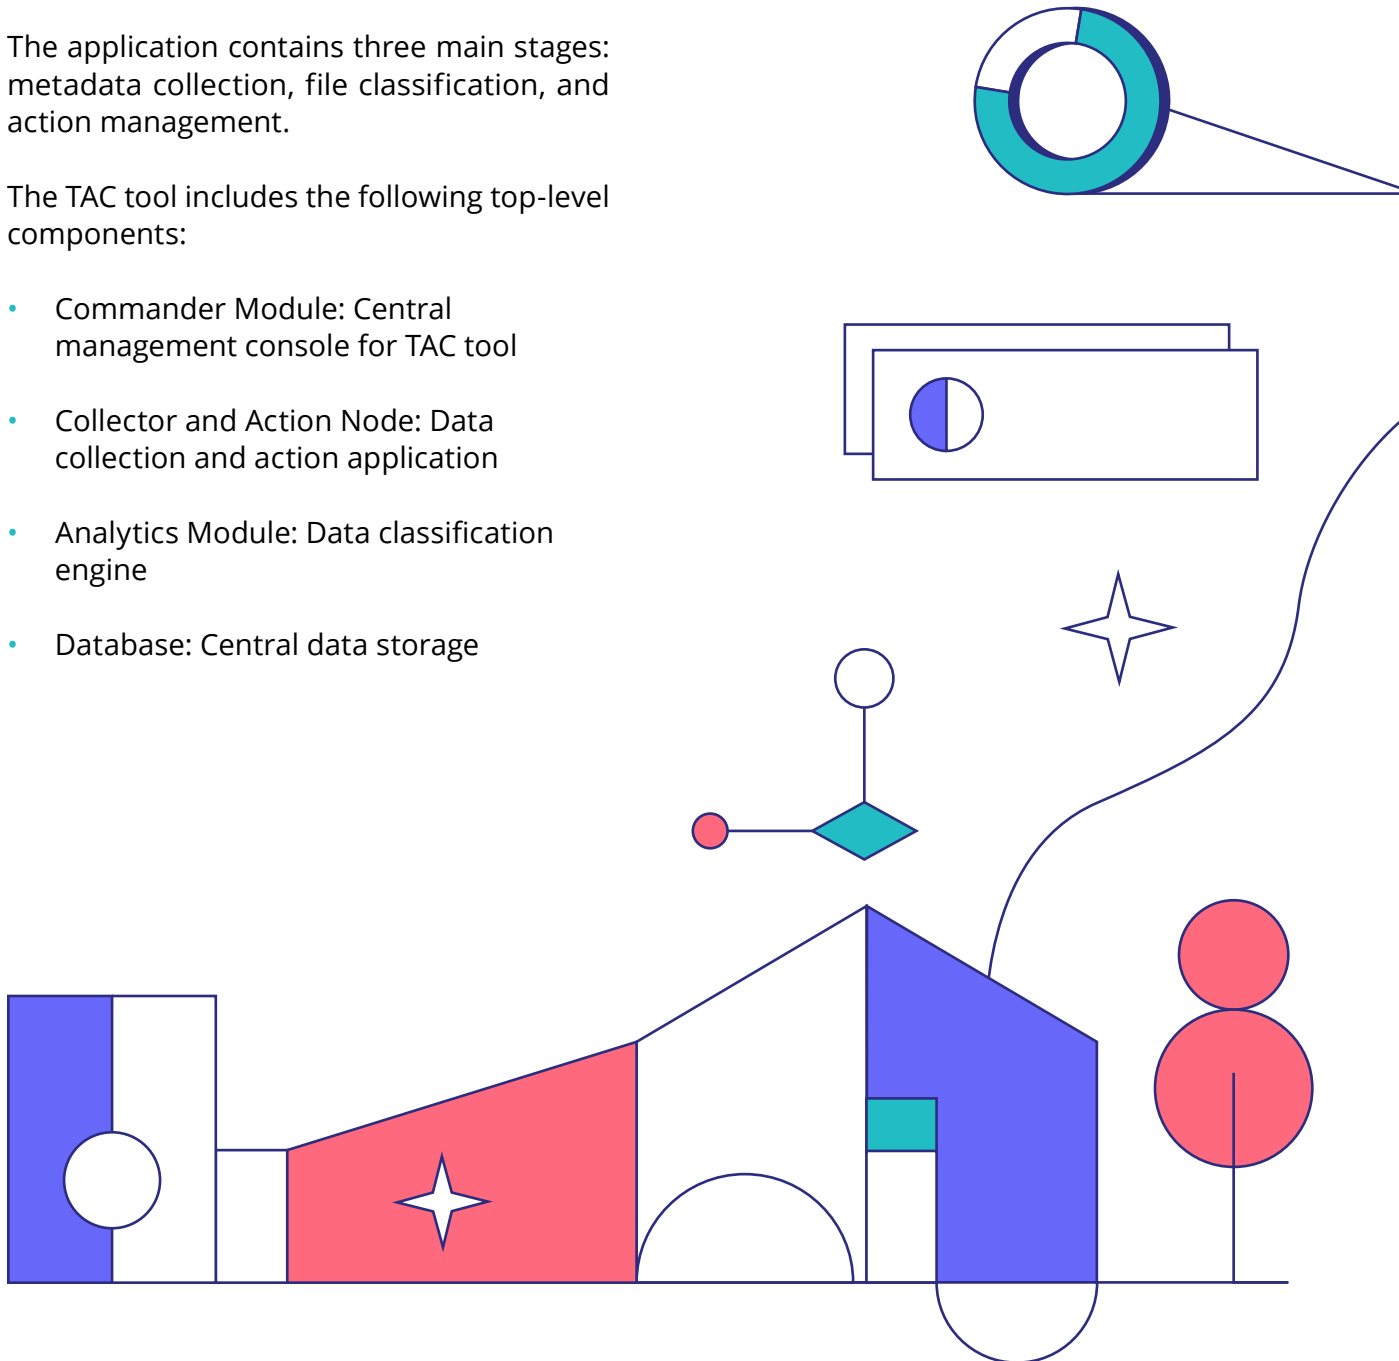 The application contains three main stages:
metadata collection, file classification, and
action management.
The TAC tool includes the following top-level
components:
• Commander Module: Central
management console for TAC tool
• Collector and Action Node: Data
collection and action application
• Analytics Module: Data classification
engine
• Database: Central data storage